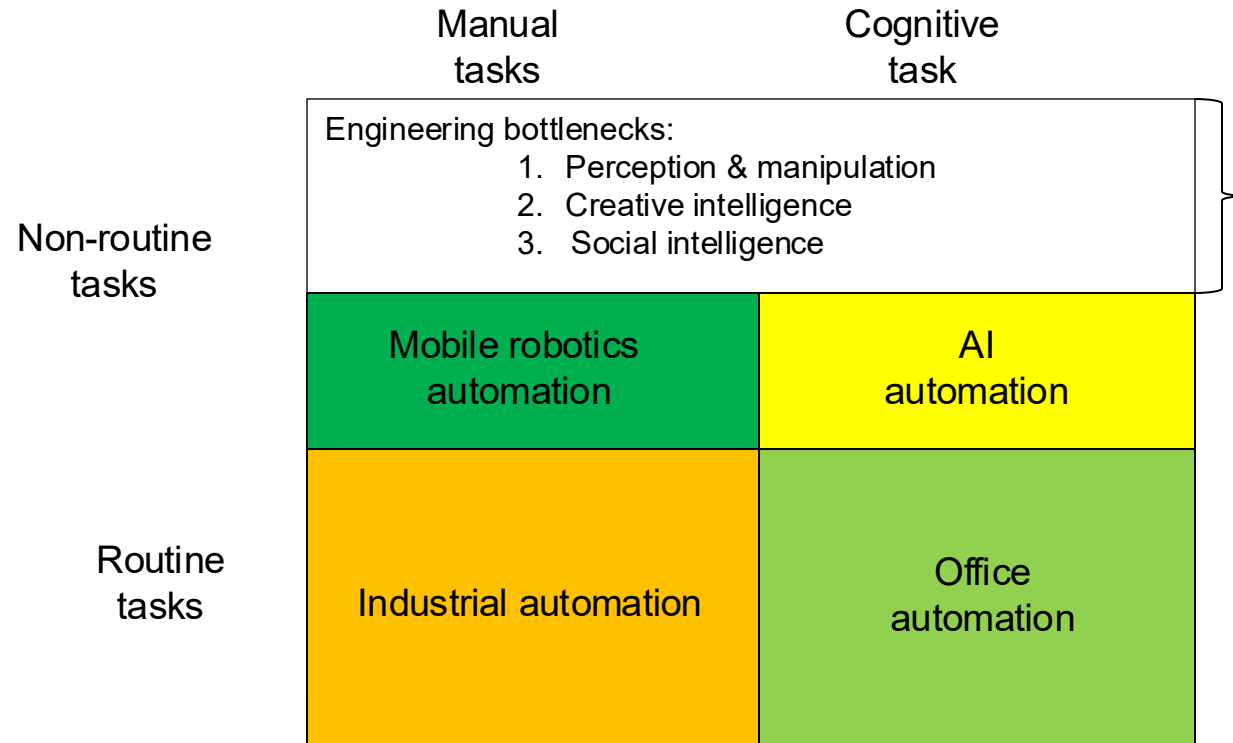 Manual
tasks
Cognitive
task
Engineering bottlenecks:
1. Perception & manipulation
2. Creative intelligence
3. Social intelligence
Non-routine
tasks
Mobile robotics
automation
AI
automation
Routine
tasks
Industrial automation
Office
automation